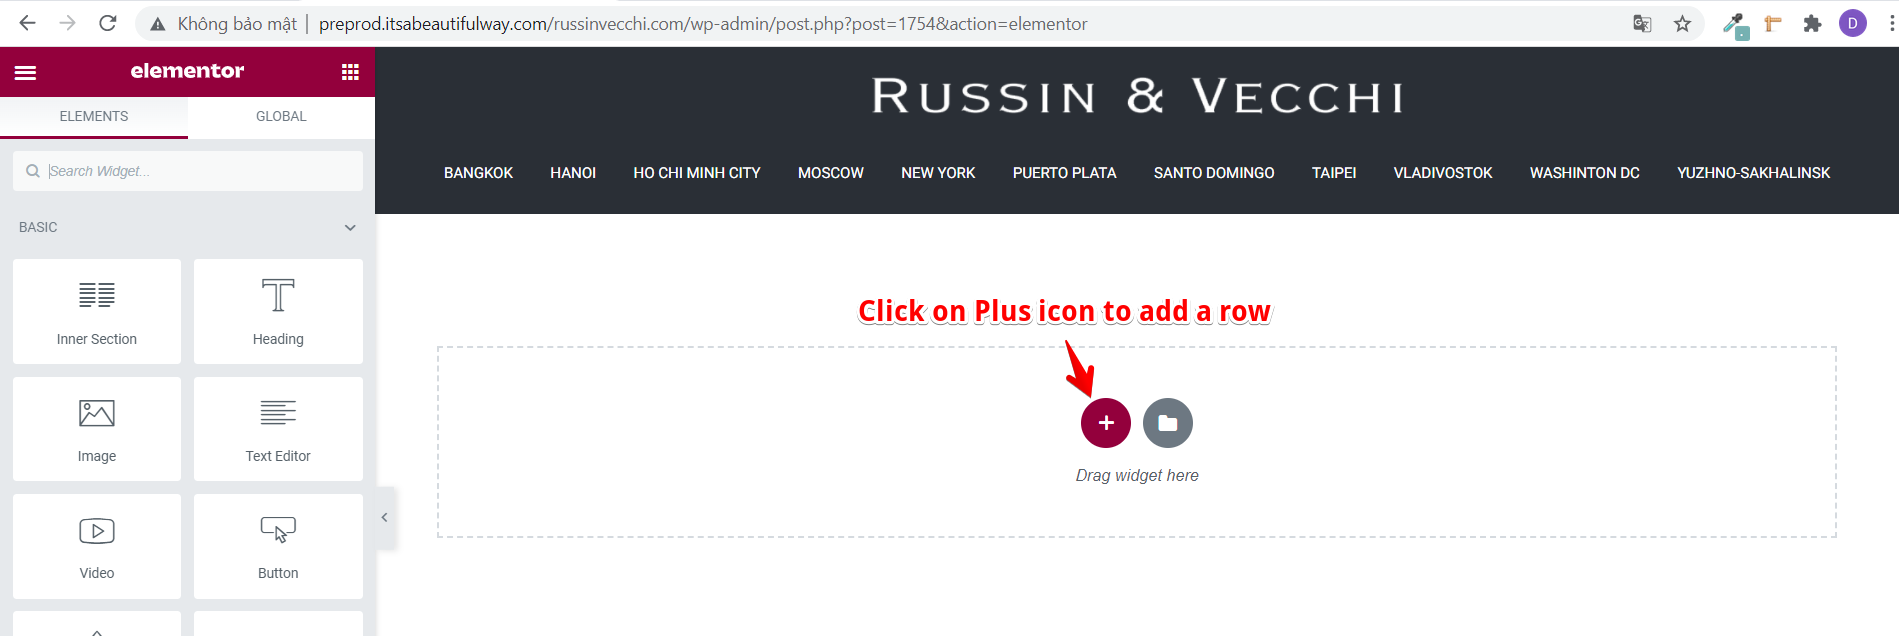 Không bảo mật | preprod.itsabeautifulway.com/russinvecchi.com/wp-admin/post.php?post=1754&action=elementor
D
elementor
ELEMENTS GLOBAL
Search Widget...
BASIC
Inner Section Heading
Image Text Editor
Video Button
RUSSIN & VECCHI
BANGKOK HANOI HO CHI MINH CITY MOSCOW NEW YORK PUERTO PLATA SANTO DOMINGO TAIPEI VLADIVOSTOK WASHINTON DC YUZHNO-SAKHALINSK
Click on Plus icon to add a row
Drag widget here